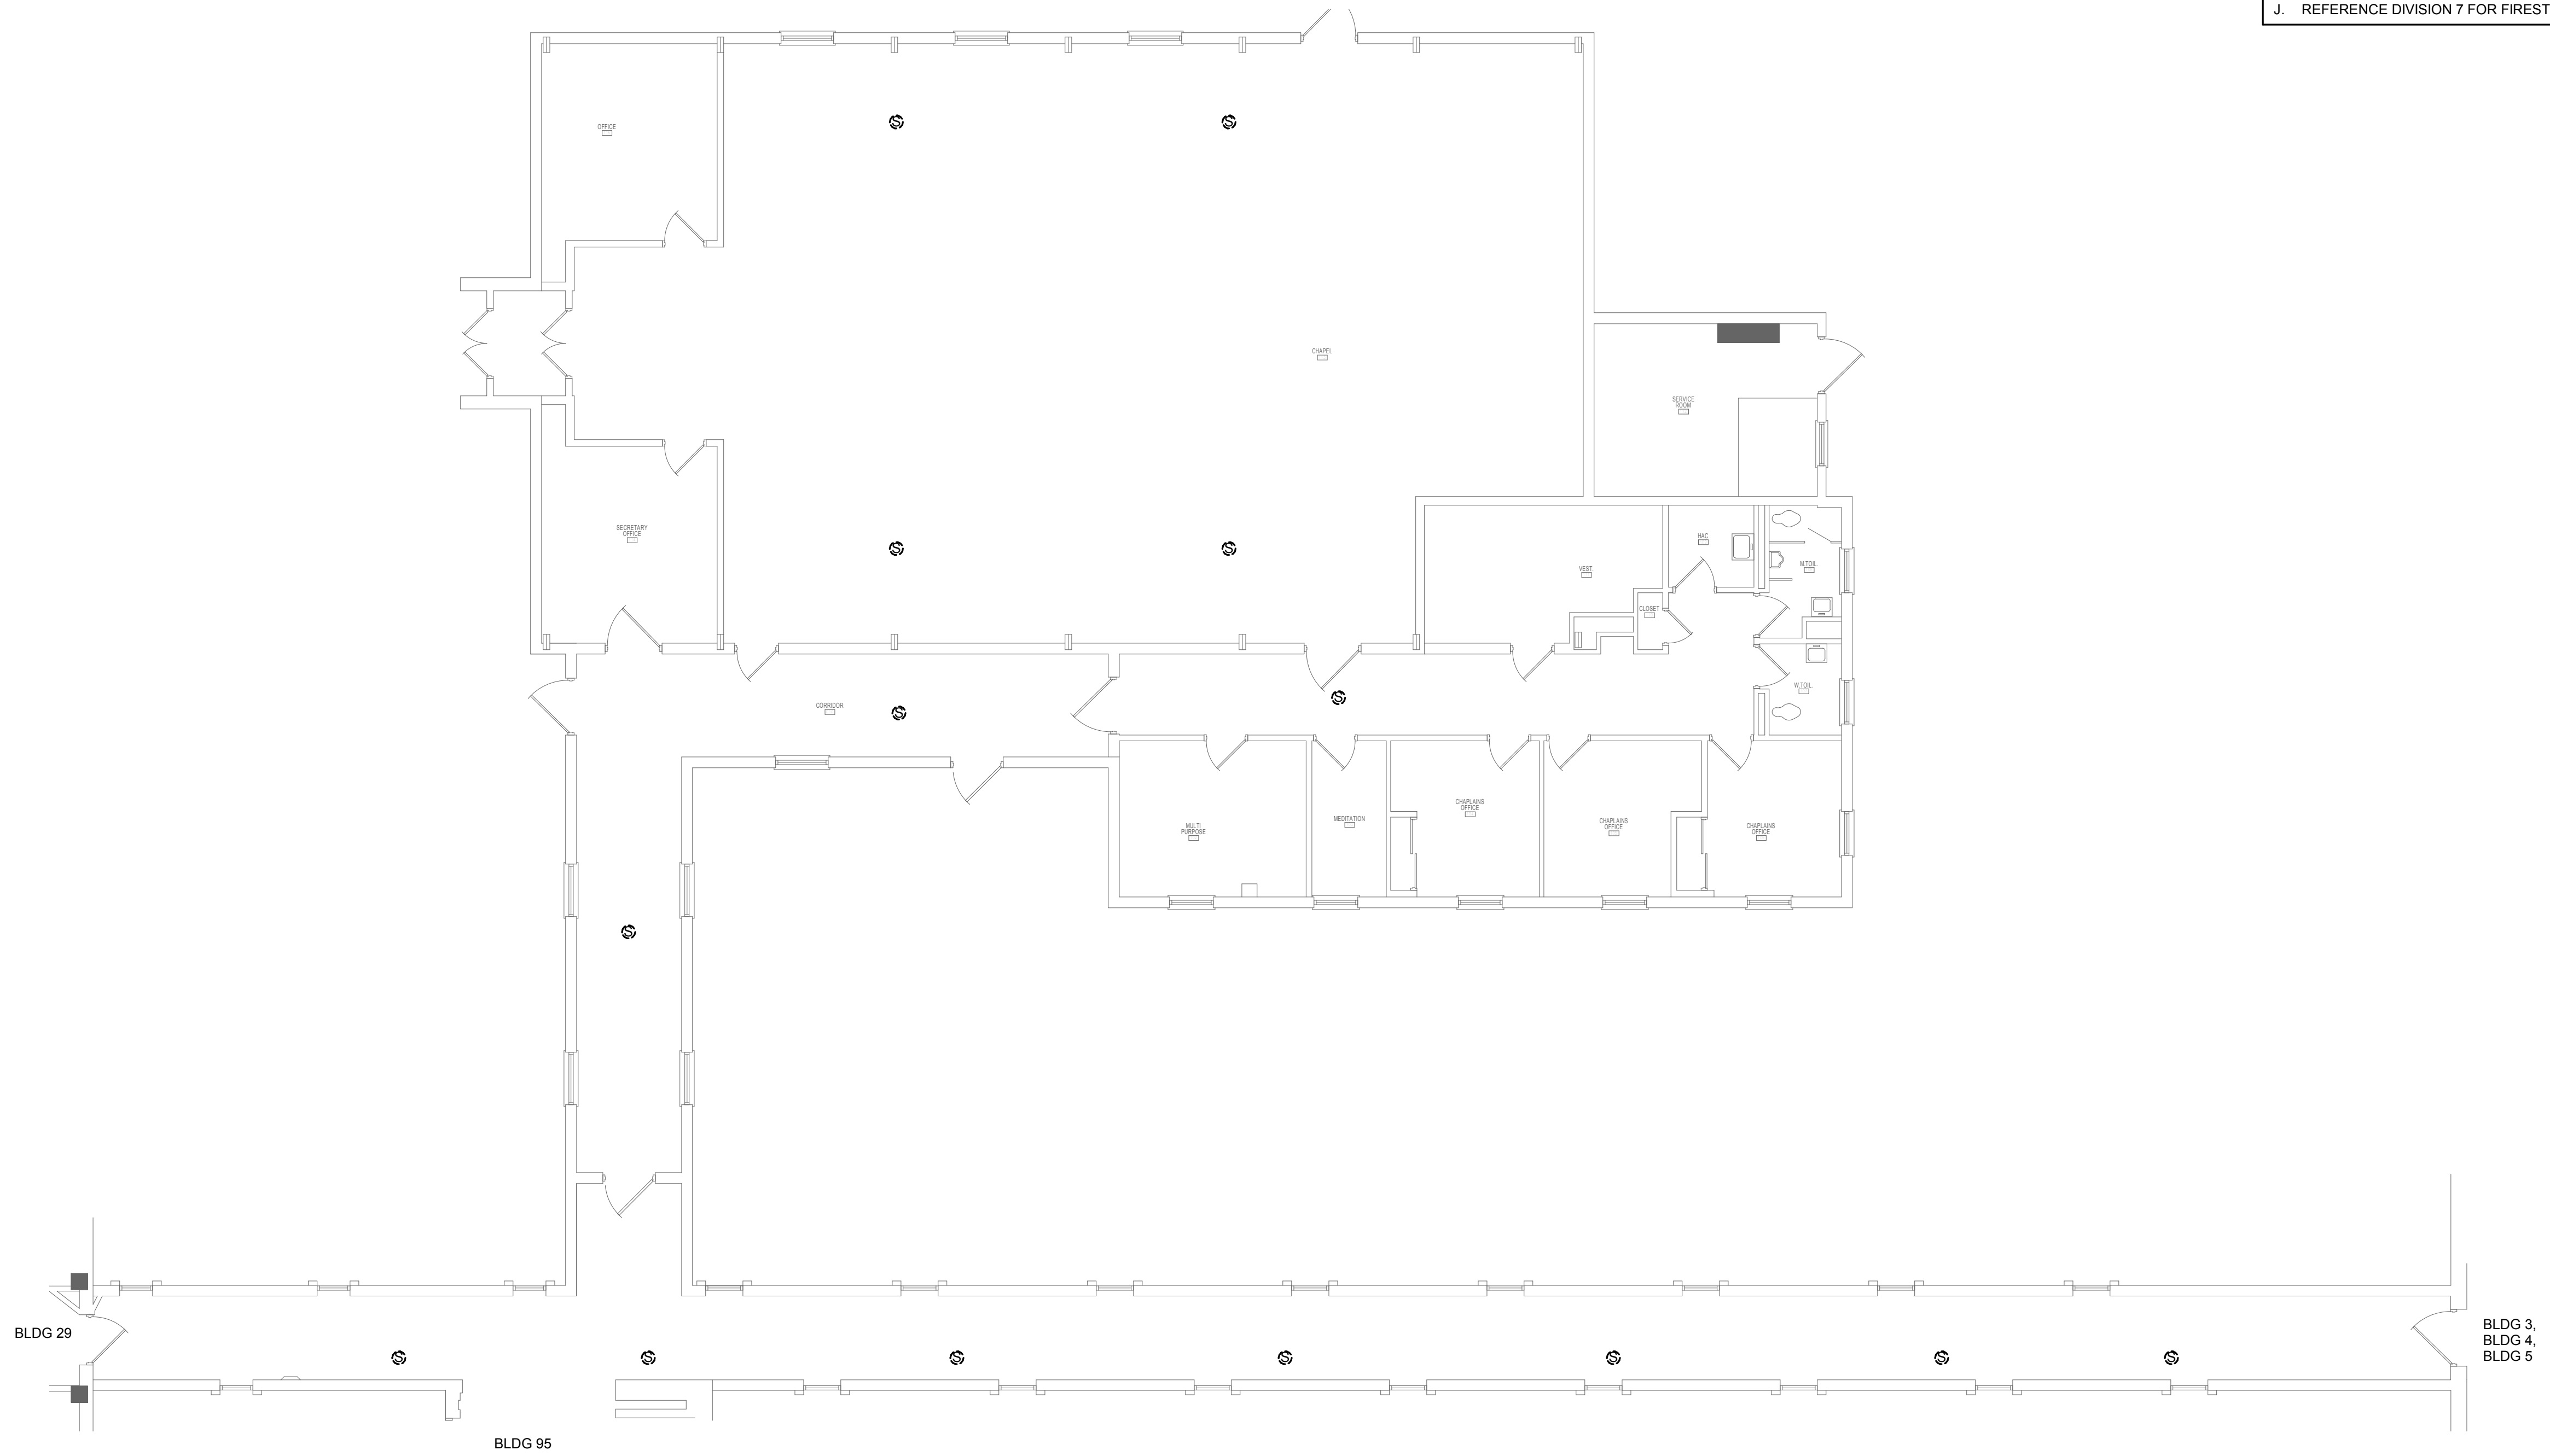 J. REFERENCE DIVISION 7 FOR FIREST
OFFICE
S
S
CHAPEL
SERVICE
ROOM
SECRETARY
OFFICE
S
S
HAC
VEST.
M.TOIL.
CLOSET
W.TOIL.
S
CORRIDOR
S
CHAPLAINS
OFFICE
MEDITATION
CHAPLAINS
OFFICE
MULTI
PURPOSE
CHAPLAINS
OFFICE
S
BLDG 29
BLDG 3,
BLDG 4,
BLDG 5
S
S
S
S
S
S
S
BLDG 95